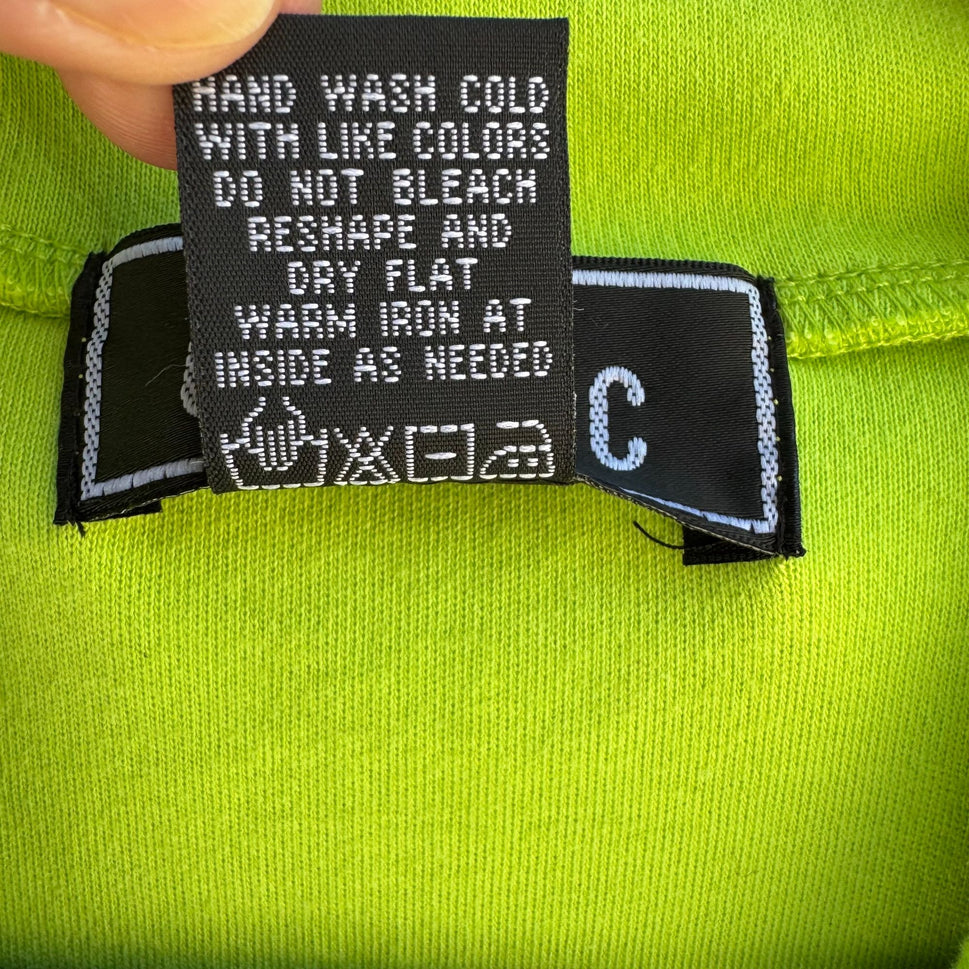 HAND WASH COLD
WITH LIKE COLORS
DO NOT BLEACH
RESHAPE AND
DRY FLAT
WARM IRON AT
INSIDE AS NEEDED
C